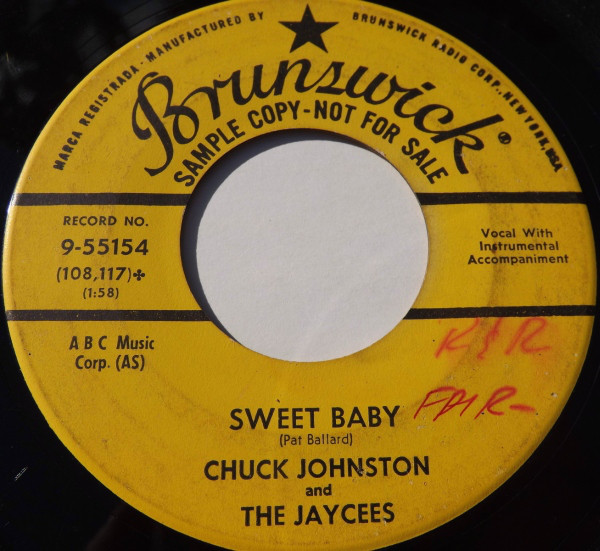 MARCA REGISTRADA - MANUFACTURED BY ★ BRUNSWICK RADIO CORP., NEW YORK, USA
Brunswick®
SAMPLE COPY-NOT FOR SALE
RECORD NO.
9-55154
(108,117)✤
(1:58)
Vocal With
Instrumental
Accompaniment
A B C Music
Corp. (AS)
R & R
FAIR-
SWEET BABY
(Pat Ballard)
CHUCK JOHNSTON
and
THE JAYCEES